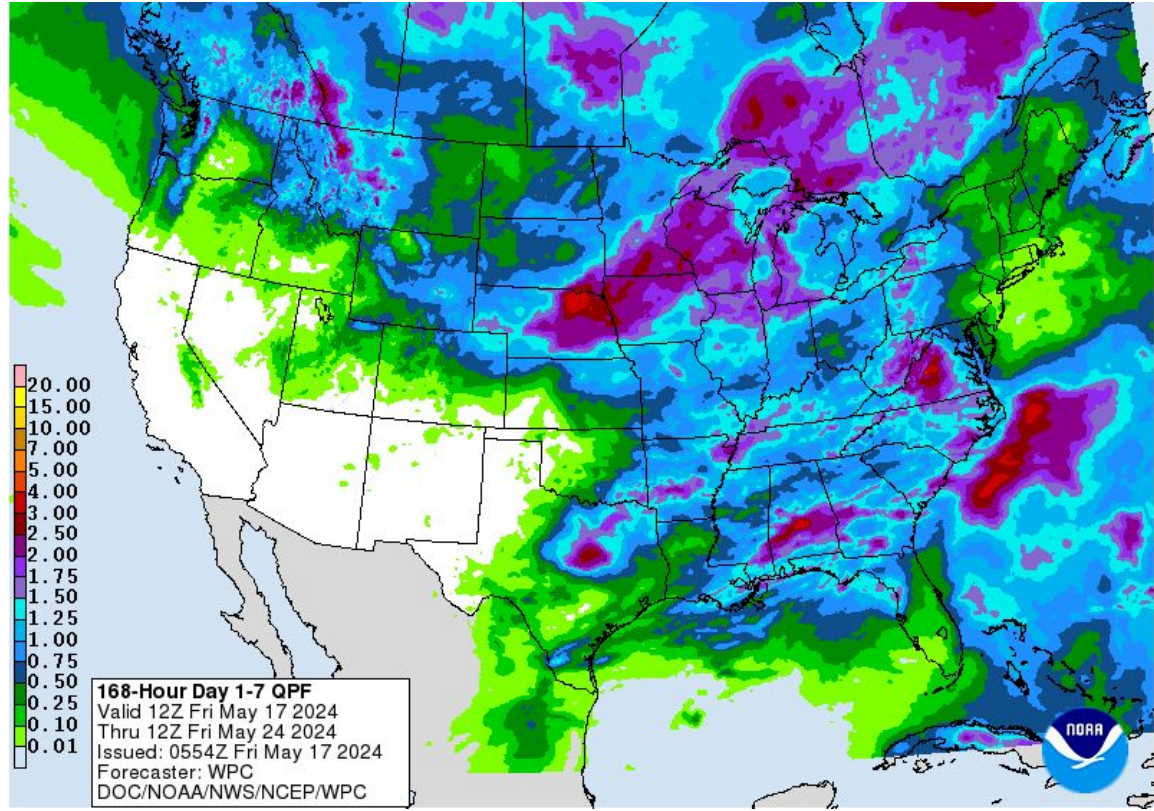 20.00
15.00
10.00
7.00
5.00
4.00
3.00
2.50
2.00
1.75
1.50
1.25
1.00
0.75
0.50
0.25
0.10
0.01
168-Hour Day 1-7 QPF
Valid 12Z Fri May 17 2024
Thru 12Z Fri May 24 2024
Issued: 0554Z Fri May 17 2024
Forecaster: WPC
DOC/NOAA/NWS/NCEP/WPC
NOAA